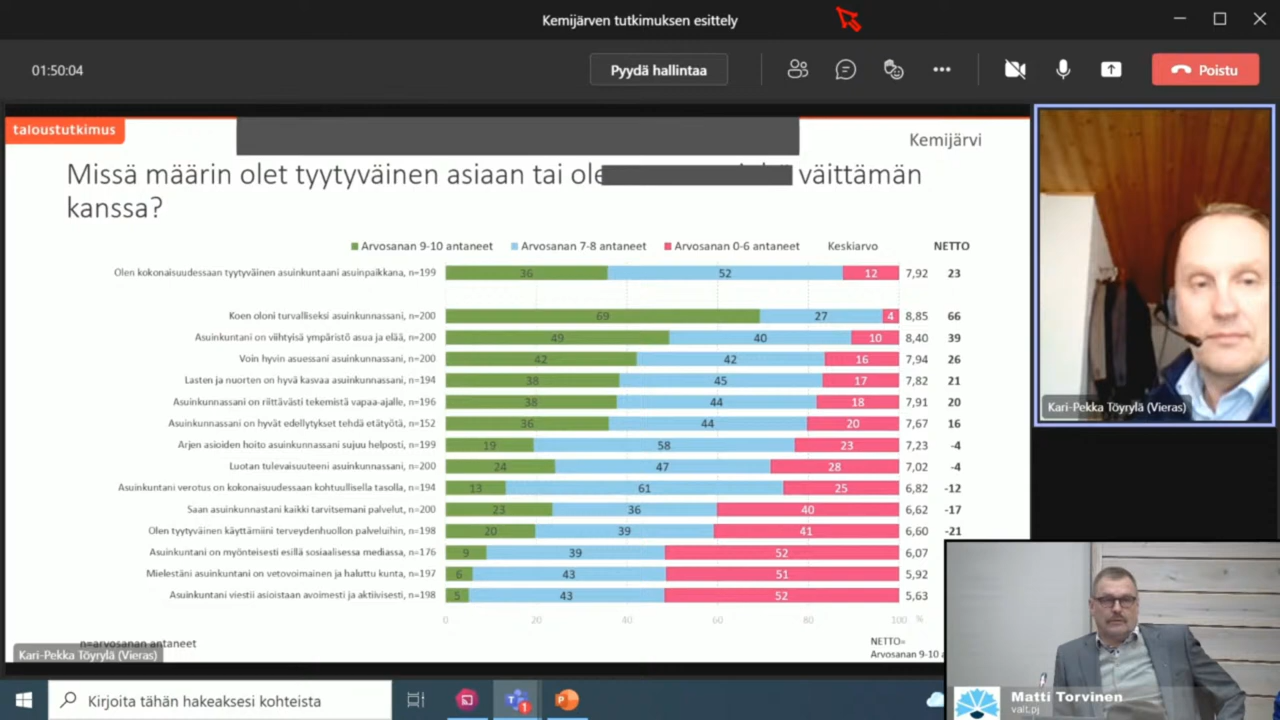 Kemijärven tutkimuksen esittely
01:50:04
Pyydä hallintaa
Poistu
taloustutkimus
Kemijärvi
Missä määrin olet tyytyväinen asiaan tai ole väittämän
kanssa?
Arvosanan 9-10 antaneet Arvosanan 7-8 antaneet Arvosanan 0-6 antaneet Keskiarvo NETTO
Olen kokonaisuudessaan tyytyväinen asuinkuntaani asuinpaikkana, n=199 36 52 12 7,92 23
Koen oloni turvalliseksi asuinkunnassani, n=200 69 27 4 8,85 66
Asuinkuntani on viihtyisä ympäristö asua ja elää, n=200 49 40 10 8,40 39
Voin hyvin asuessani asuinkunnassani, n=200 42 42 16 7,94 26
Lasten ja nuorten on hyvä kasvaa asuinkunnassani, n=194 38 45 17 7,82 21
Asuinkunnassani on riittävästi tekemistä vapaa-ajalle, n=196 38 44 18 7,91 20
Asuinkunnassani on hyvät edellytykset tehdä etätyötä, n=152 36 44 20 7,67 16
Arjen asioiden hoito asuinkunnassani sujuu helposti, n=199 19 58 23 7,23 -4
Luotan tulevaisuuteeni asuinkunnassani, n=200 24 47 28 7,02 -4
Asuinkuntani verotus on kokonaisuudessaan kohtuullisella tasolla, n=194 13 61 25 6,82 -12
Saan asuinkunnastani kaikki tarvitsemani palvelut, n=200 23 36 40 6,62 -17
Olen tyytyväinen käyttämiini terveydenhuollon palveluihin, n=198 20 39 41 6,60 -21
Asuinkuntani on myönteisesti esillä sosiaalisessa mediassa, n=176 9 39 52 6,07
Mielestäni asuinkuntani on vetovoimainen ja haluttu kunta, n=197 6 43 51 5,92
Asuinkuntani viestii asioistaan avoimesti ja aktiivisesti, n=198 5 43 52 5,63
0 20 40 60 80 100 %
n=arvosanan antaneet
NETTO=
Arvosanan 9-10 a
Kari-Pekka Töyrylä (Vieras)
Kari-Pekka Töyrylä (Vieras)
Matti Torvinen
valt.pj
Kirjoita tähän hakeaksesi kohteista
1